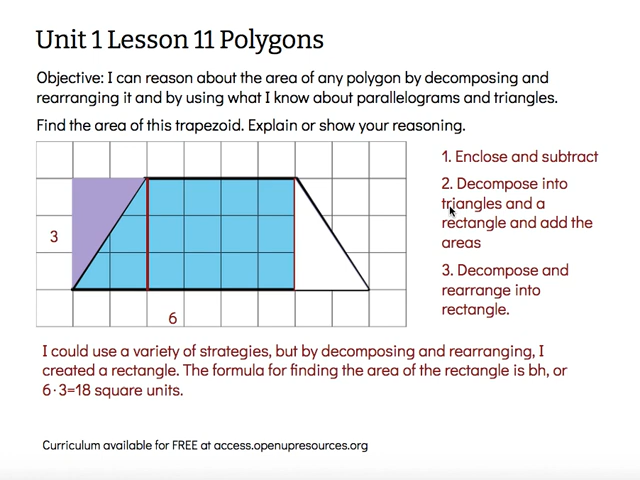 Unit 1 Lesson 11 Polygons
Objective: I can reason about the area of any polygon by decomposing and
rearranging it and by using what I know about parallelograms and triangles.
Find the area of this trapezoid. Explain or show your reasoning.
3
6
1. Enclose and subtract
2. Decompose into
triangles and a
rectangle and add the
areas
3. Decompose and
rearrange into
rectangle.
I could use a variety of strategies, but by decomposing and rearranging, I
created a rectangle. The formula for finding the area of the rectangle is bh, or
6·3=18 square units.
Curriculum available for FREE at access.openupresources.org